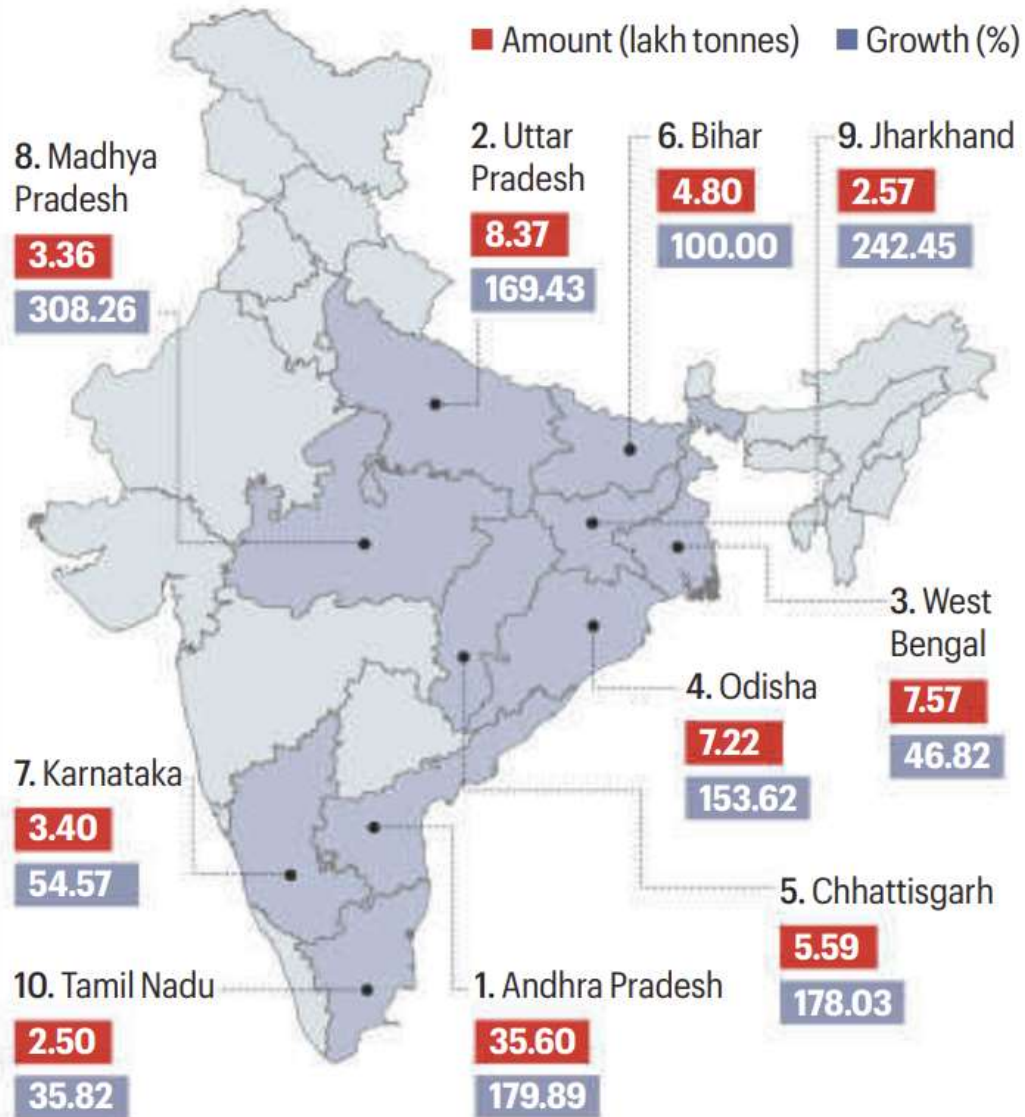 Amount (lakh tonnes) Growth (%)
8. Madhya
Pradesh
3.36
308.26
2. Uttar
Pradesh
8.37
169.43
6. Bihar
4.80
100.00
9. Jharkhand
2.57
242.45
3. West
Bengal
7.57
46.82
4. Odisha
7.22
153.62
7. Karnataka
3.40
54.57
5. Chhattisgarh
5.59
178.03
10. Tamil Nadu
2.50
35.82
1. Andhra Pradesh
35.60
179.89